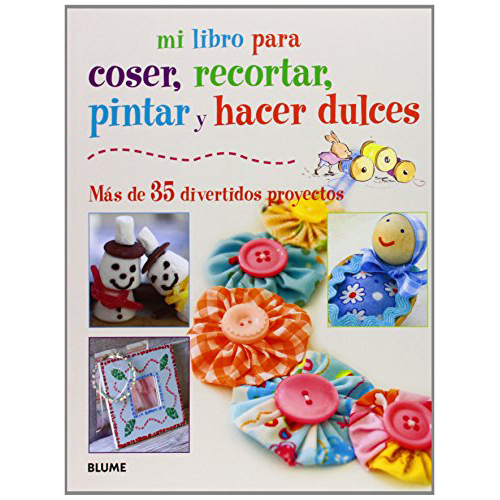 mi libro para
coser, recortar,
pintar y hacer dulces
Más de 35 divertidos proyectos
BLUME